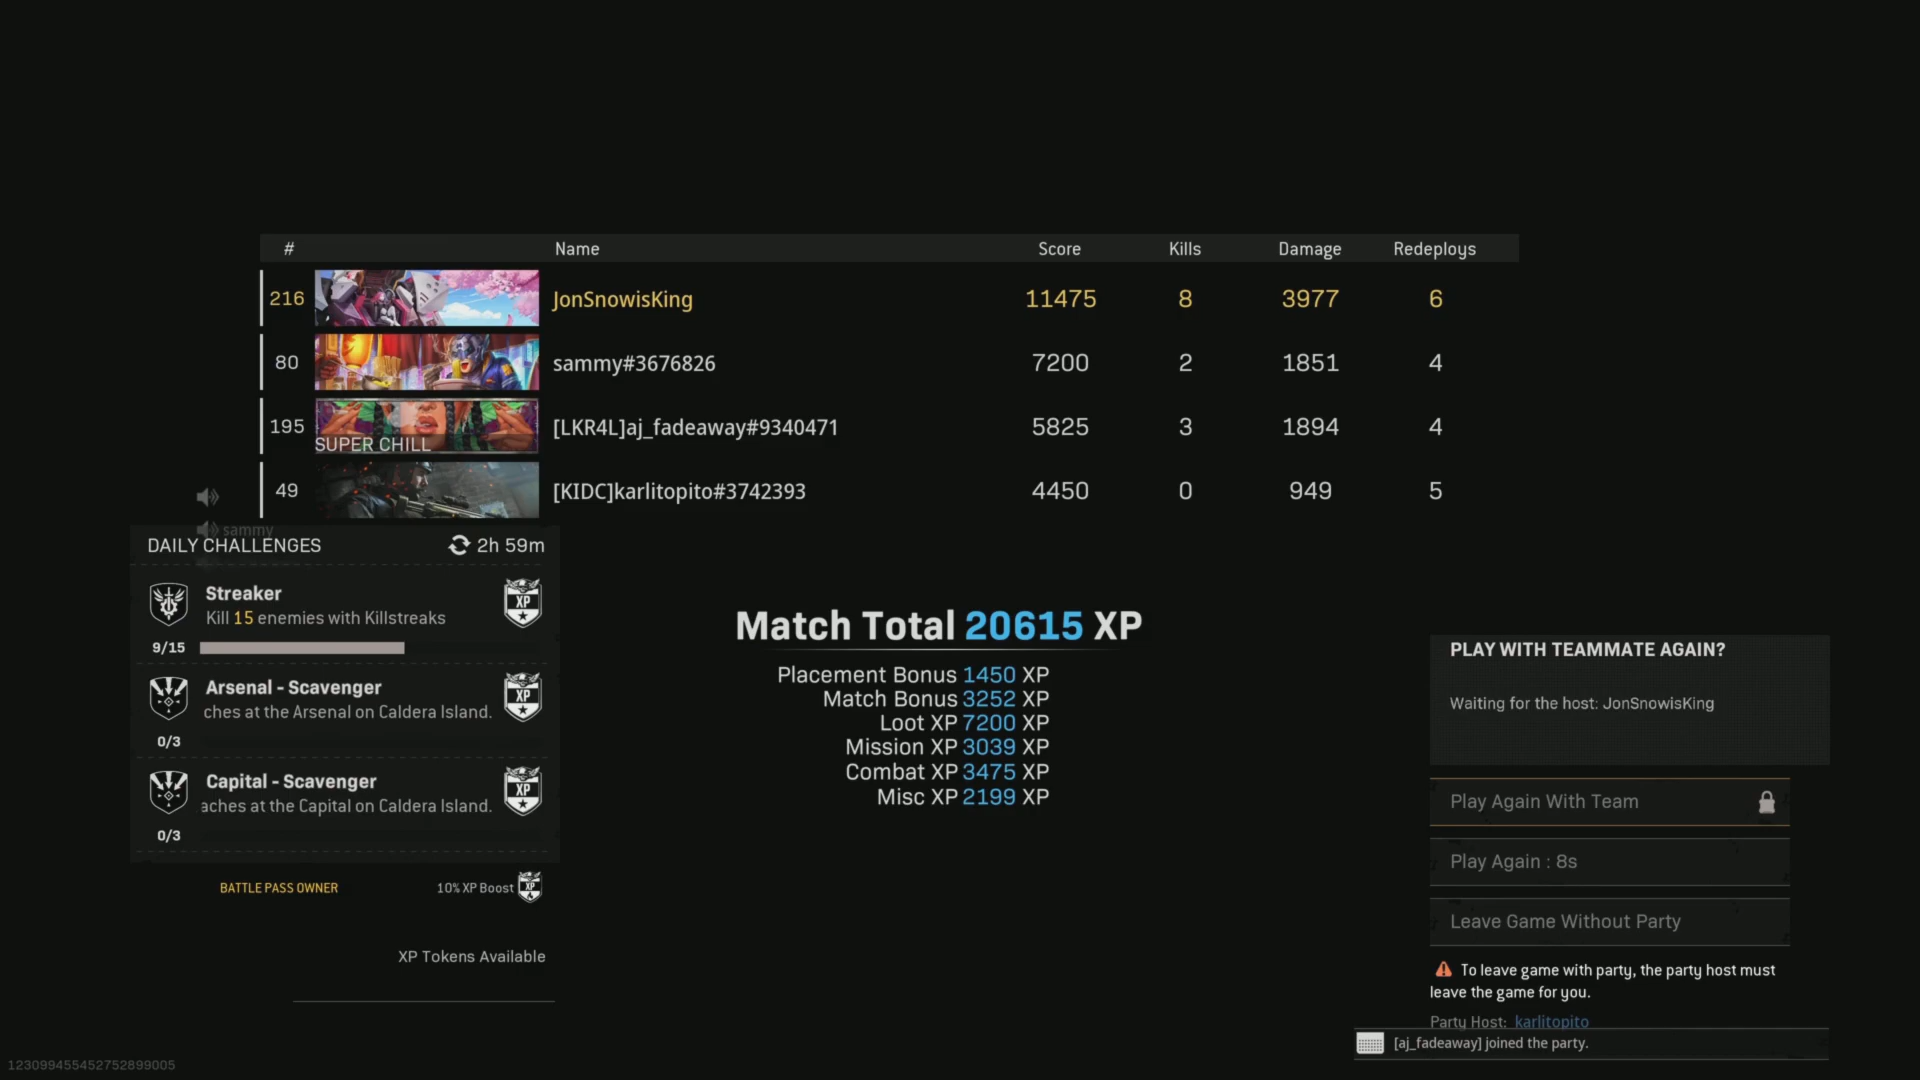 # Name Score Kills Damage Redeploys
216 JonSnowisKing 11475 8 3977 6
80 sammy#3676826 7200 2 1851 4
195 SUPER CHILL [LKR4L]aj_fadeaway#9340471 5825 3 1894 4
49 [KIDC]karlitopito#3742393 4450 0 949 5
sammy
DAILY CHALLENGES 2h 59m
Streaker
Kill 15 enemies with Killstreaks
XP
9/15
Arsenal - Scavenger
ches at the Arsenal on Caldera Island.
XP
0/3
Capital - Scavenger
aches at the Capital on Caldera Island.
XP
0/3
BATTLE PASS OWNER 10% XP Boost XP
XP Tokens Available
Match Total 20615 XP
Placement Bonus 1450 XP
Match Bonus 3252 XP
Loot XP 7200 XP
Mission XP 3039 XP
Combat XP 3475 XP
Misc XP 2199 XP
PLAY WITH TEAMMATE AGAIN?
Waiting for the host: JonSnowisKing
Play Again With Team
Play Again : 8s
Leave Game Without Party
To leave game with party, the party host must
leave the game for you.
Party Host: karlitopito
[aj_fadeaway] joined the party.
123099455452752899005